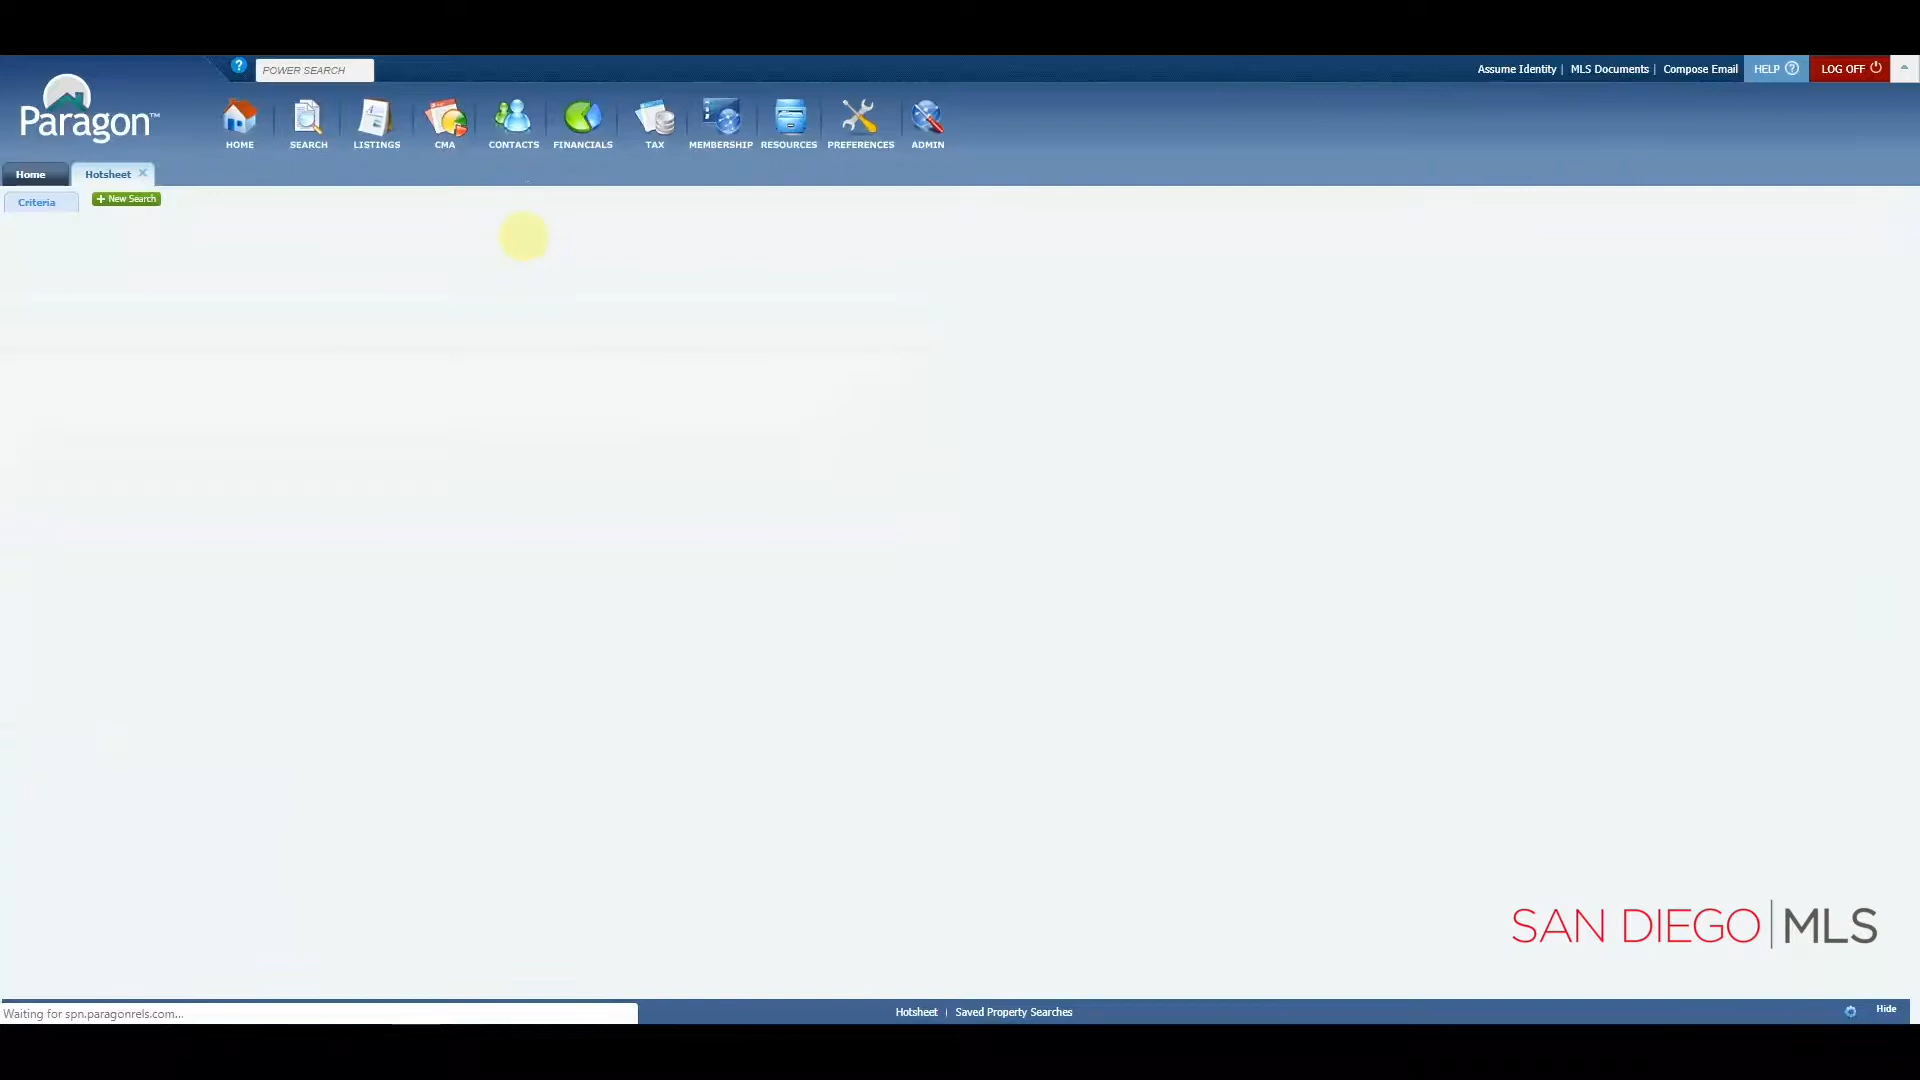 ? POWER SEARCH
Assume Identity | MLS Documents | Compose Email HELP ? LOG OFF
Paragon™
HOME SEARCH LISTINGS CMA CONTACTS FINANCIALS TAX MEMBERSHIP RESOURCES PREFERENCES ADMIN
Home Hotsheet
Criteria + New Search
SAN DIEGO|MLS
Waiting for spn.paragonrels.com...
Hotsheet | Saved Property Searches
Hide